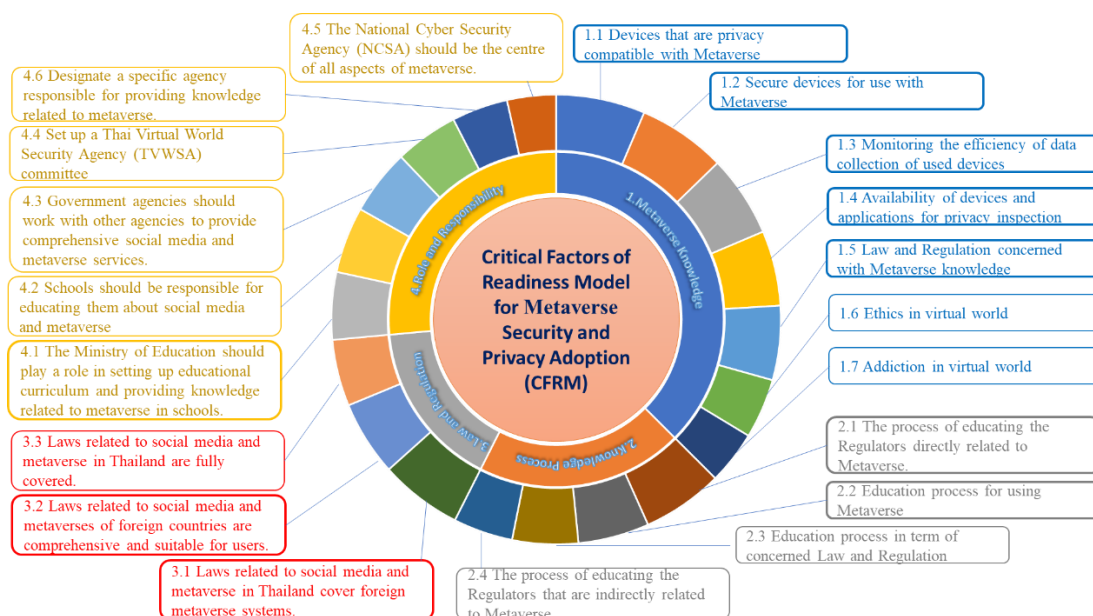 4.5 The National Cyber Security
Agency (NCSA) should be the centre
of all aspects of metaverse.
1.1 Devices that are privacy
compatible with Metaverse
4.6 Designate a specific agency
responsible for providing knowledge
related to metaverse.
1.2 Secure devices for use with
Metaverse
4.4 Set up a Thai Virtual World
Security Agency (TVWSA)
committee
1.3 Monitoring the efficiency of data
collection of used devices
4.3 Government agencies should
work with other agencies to provide
comprehensive social media and
metaverse services.
1.4 Availability of devices and
applications for privacy inspection
1.5 Law and Regulation concerned
with Metaverse knowledge
4.2 Schools should be responsible for
educating them about social media
and metaverse
1.6 Ethics in virtual world
4.1 The Ministry of Education should
play a role in setting up educational
curriculum and providing knowledge
related to metaverse in schools.
1.7 Addiction in virtual world
3.3 Laws related to social media and
metaverse in Thailand are fully
covered.
2.1 The process of educating the
Regulators directly related to
Metaverse.
3.2 Laws related to social media and
metaverses of foreign countries are
comprehensive and suitable for users.
2.2 Education process for using
Metaverse
2.3 Education process in term of
concerned Law and Regulation
3.1 Laws related to social media and
metaverse in Thailand cover foreign
metaverse systems.
2.4 The process of educating the
Regulators that are indirectly related
to Metaverse
4.Role and Responsibility
1.Metaverse Knowledge
3.Law and Regulation
2.Knowledge Process
Critical Factors of
Readiness Model
for Metaverse
Security and
Privacy Adoption
(CFRM)